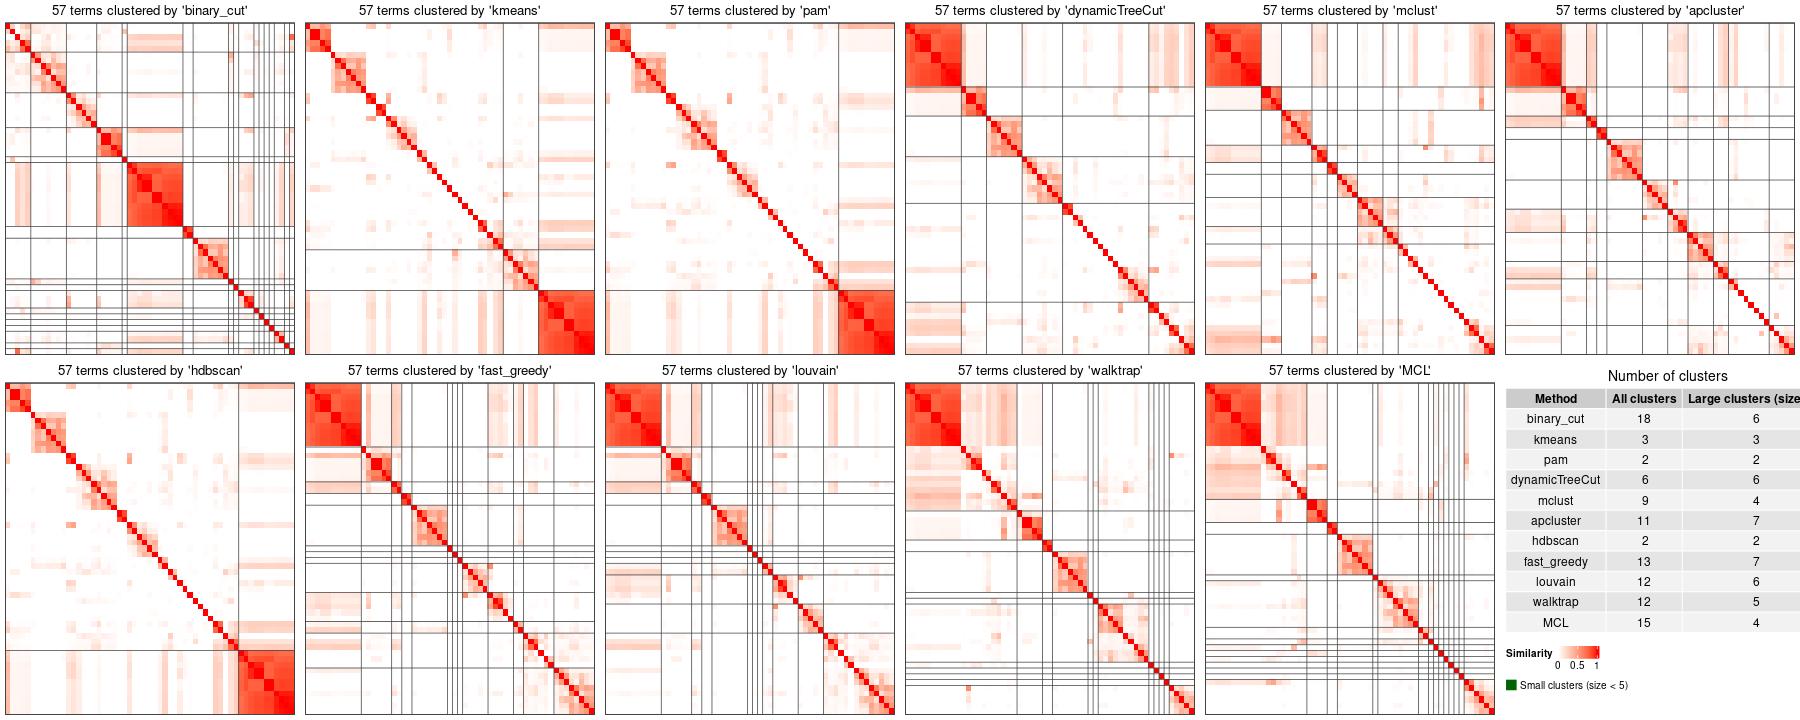 57 terms clustered by 'binary_cut'
57 terms clustered by 'kmeans'
57 terms clustered by 'pam'
57 terms clustered by 'dynamicTreeCut'
57 terms clustered by 'mclust'
57 terms clustered by 'apcluster'
57 terms clustered by 'hdbscan'
57 terms clustered by 'fast_greedy'
57 terms clustered by 'louvain'
57 terms clustered by 'walktrap'
57 terms clustered by 'MCL'
Number of clusters
Method All clusters Large clusters (size
binary_cut 18 6
kmeans 3 3
pam 2 2
dynamicTreeCut 6 6
mclust 9 4
apcluster 11 7
hdbscan 2 2
fast_greedy 13 7
louvain 12 6
walktrap 12 5
MCL 15 4
Similarity
0 0.5 1
Small clusters (size < 5)